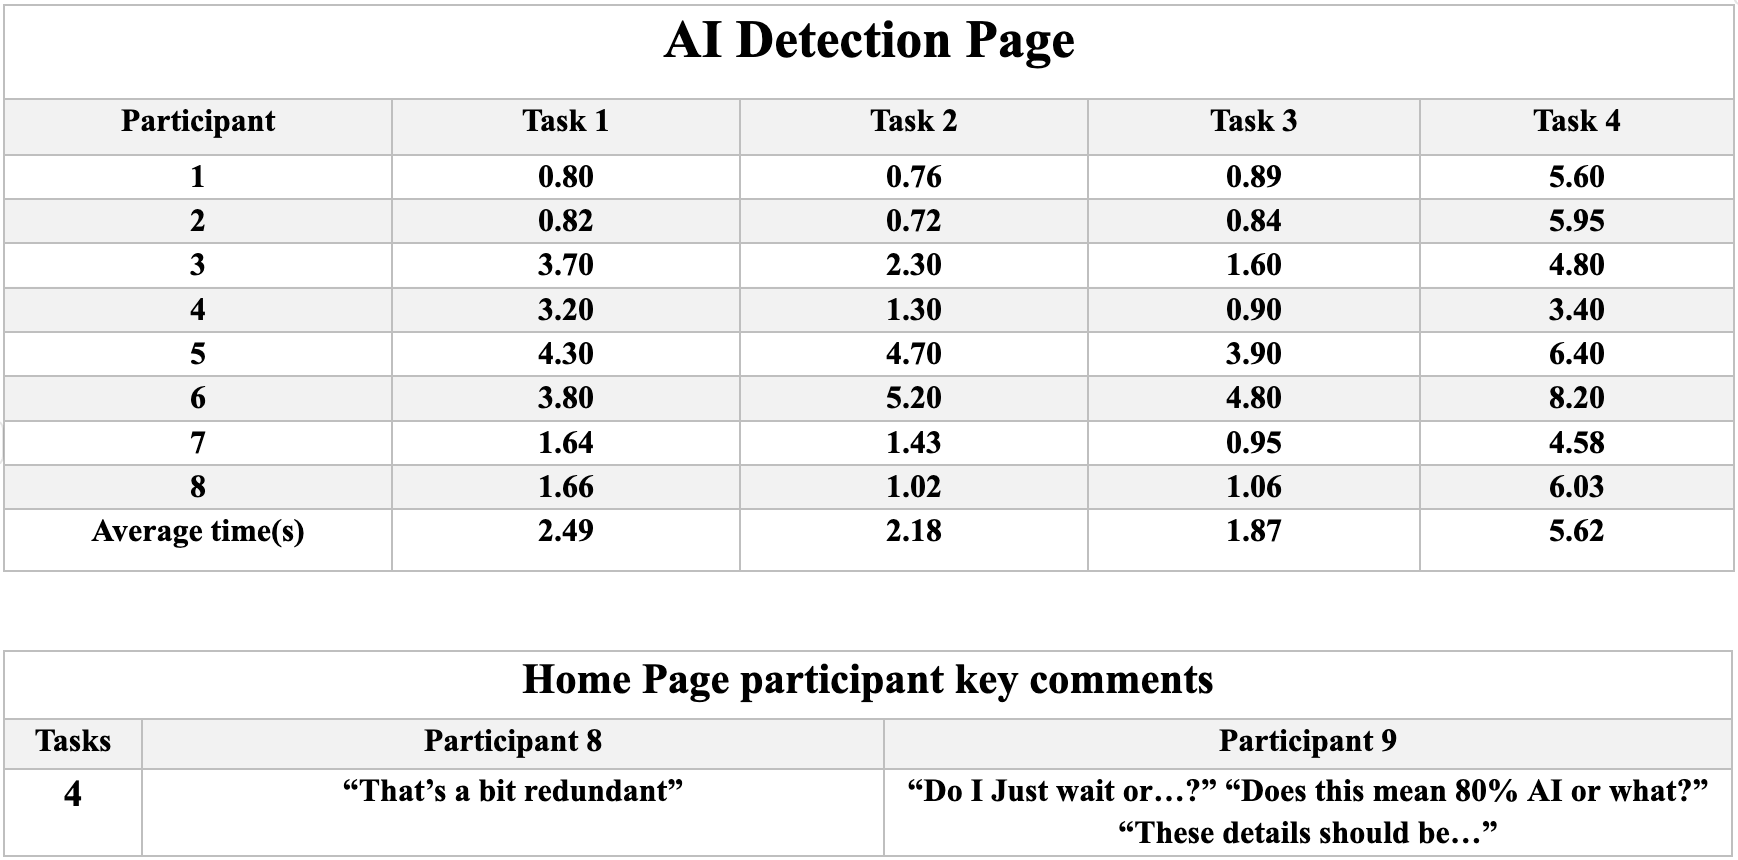 AI Detection Page
Participant Task 1 Task 2 Task 3 Task 4
1 0.80 0.76 0.89 5.60
2 0.82 0.72 0.84 5.95
3 3.70 2.30 1.60 4.80
4 3.20 1.30 0.90 3.40
5 4.30 4.70 3.90 6.40
6 3.80 5.20 4.80 8.20
7 1.64 1.43 0.95 4.58
8 1.66 1.02 1.06 6.03
Average time(s) 2.49 2.18 1.87 5.62
Home Page participant key comments
Tasks Participant 8 Participant 9
4 “That’s a bit redundant” “Do I Just wait or…?” “Does this mean 80% AI or what?”
“These details should be…”